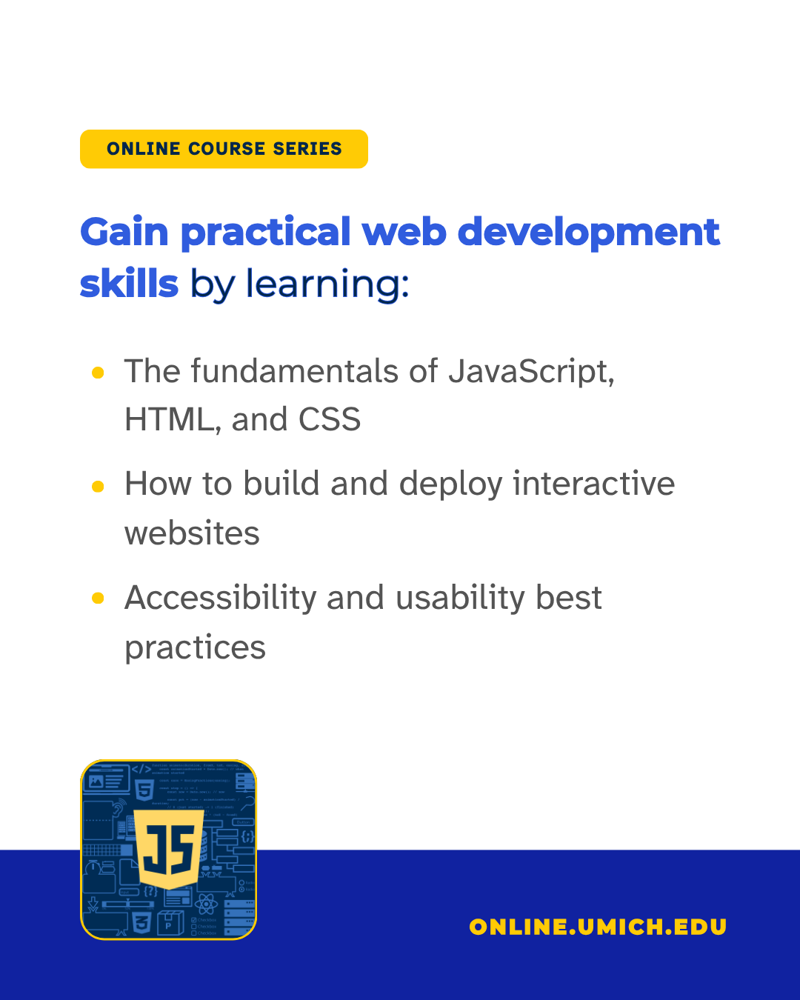 ONLINE COURSE SERIES
Gain practical web development
skills by learning:
The fundamentals of JavaScript,
HTML, and CSS
How to build and deploy interactive
websites
Accessibility and usability best
practices
JS
ONLINE.UMICH.EDU